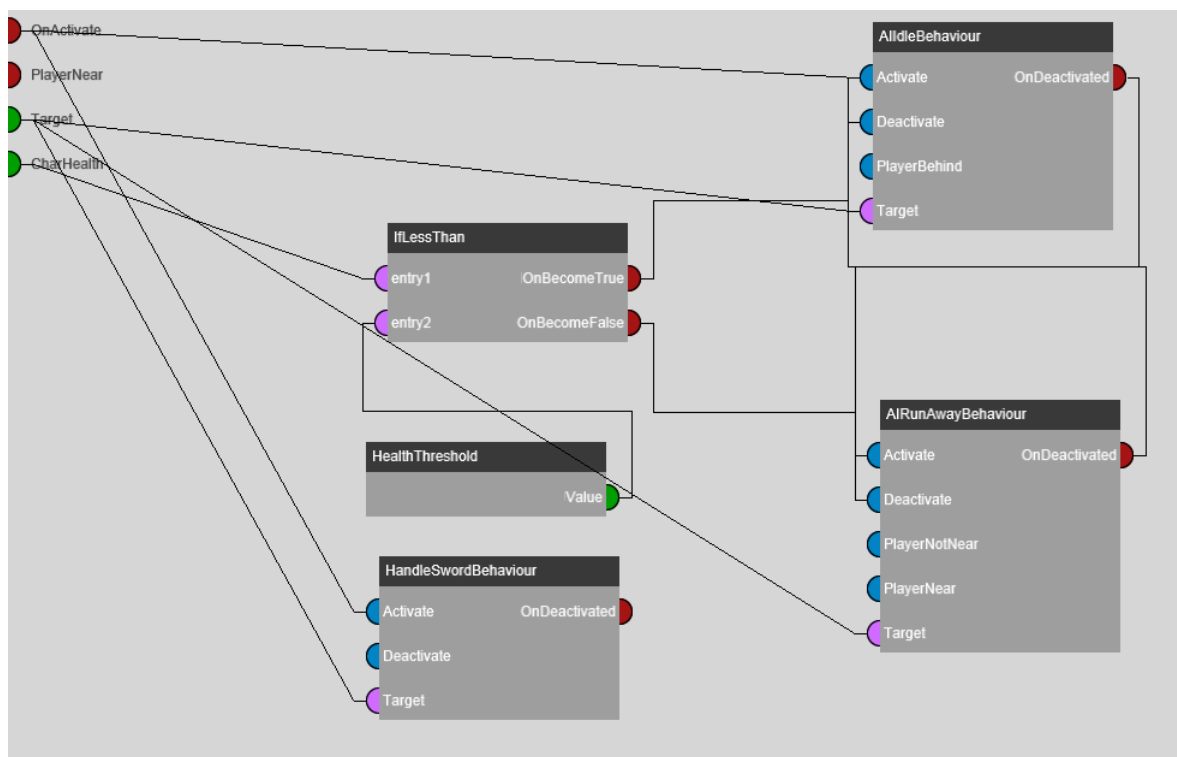 OnActivate
PlayerNear
Target
CharHealth
AIIdleBehaviour
Activate OnDeactivated
Deactivate
PlayerBehind
Target
IfLessThan
entry1 OnBecomeTrue
entry2 OnBecomeFalse
HealthThreshold
Value
AIRunAwayBehaviour
Activate OnDeactivated
Deactivate
PlayerNotNear
PlayerNear
Target
HandleSwordBehaviour
Activate OnDeactivated
Deactivate
Target